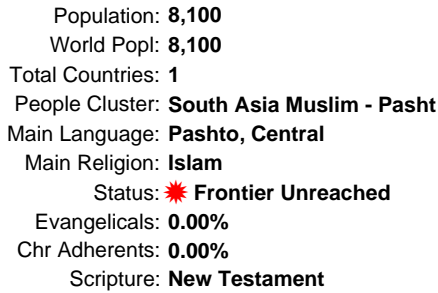 Population: 8,100
World Popl: 8,100
Total Countries: 1
People Cluster: South Asia Muslim - Pasht
Main Language: Pashto, Central
Main Religion: Islam
Status: Frontier Unreached
Evangelicals: 0.00%
Chr Adherents: 0.00%
Scripture: New Testament